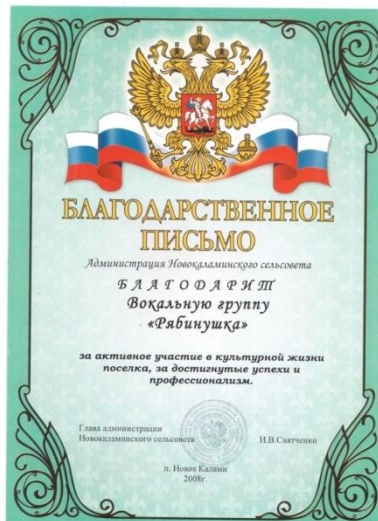 БЛАГОДАРСТВЕННОЕ
ПИСЬМО
Администрация Новокаламинского сельсовета
БЛАГОДАРИТ
Вокальную группу
«Рябинушка»
за активное участие в культурной жизни
поселка, за достигнутые успехи и
профессионализм.
Глава администрации
Новокаламинского сельсовета И.В.Святченко
п. Новая Калами
2008г.